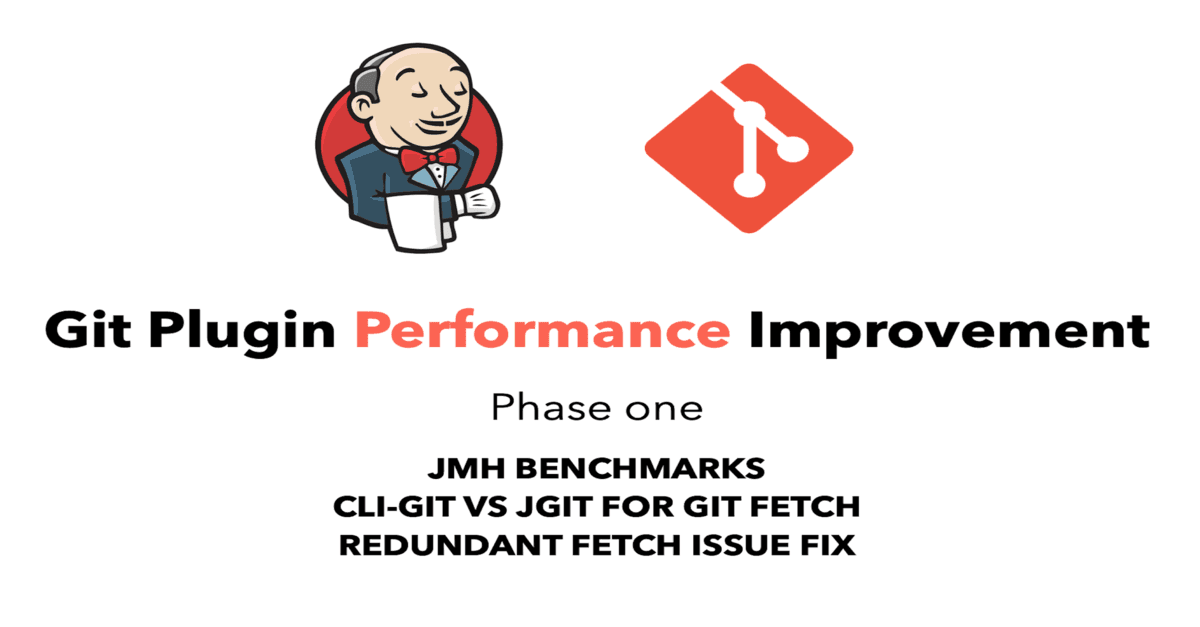 Git Plugin Performance Improvement
Phase one
JMH BENCHMARKS
CLI-GIT VS JGIT FOR GIT FETCH
REDUNDANT FETCH ISSUE FIX